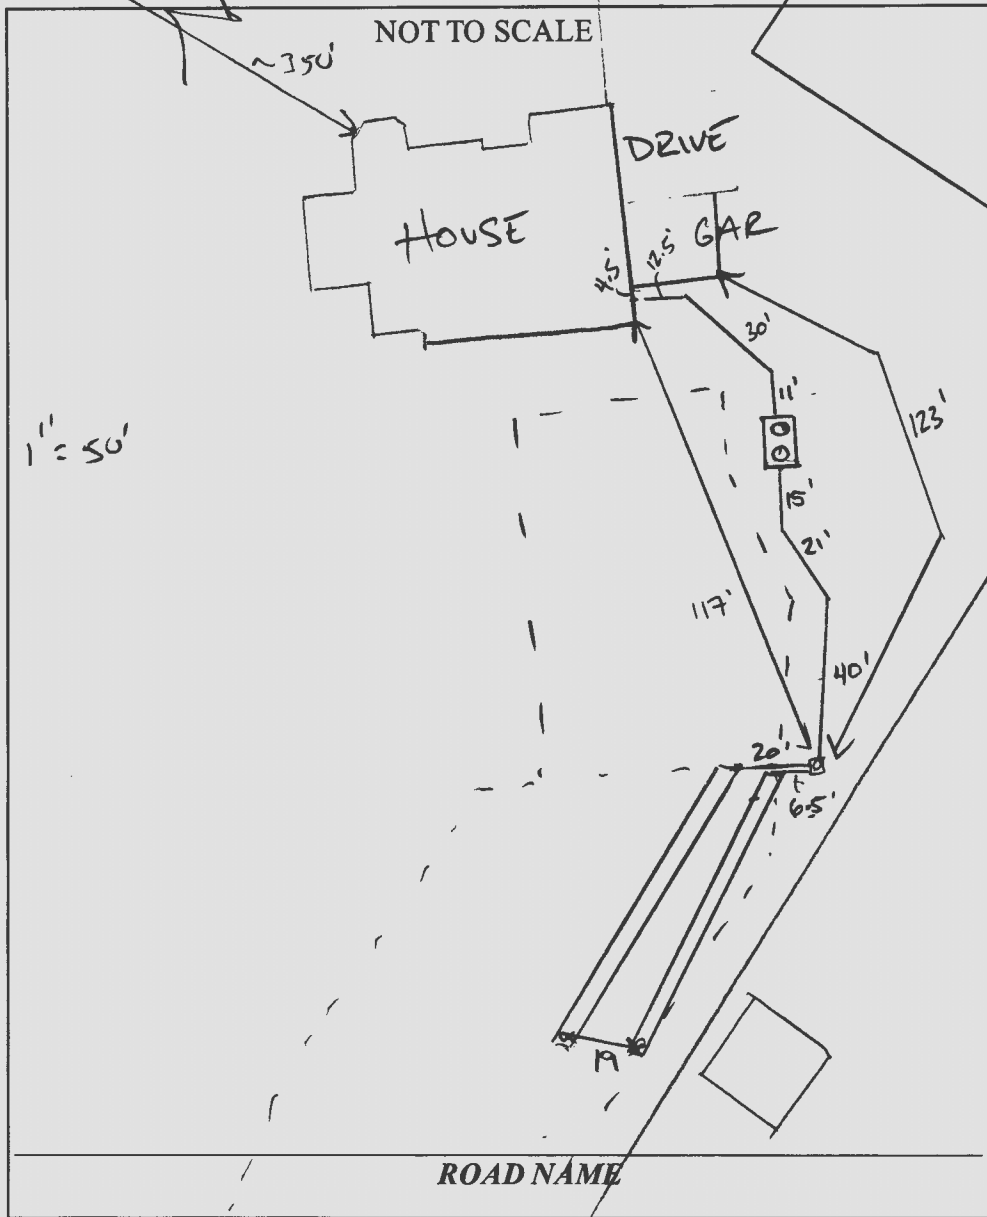 NOT TO SCALE
~350'
DRIVE
HOUSE
GAR
4.5'
12.5'
30'
11'
123'
1" = 50'
15'
21'
117'
40'
20'
6.5'
19
ROAD NAME